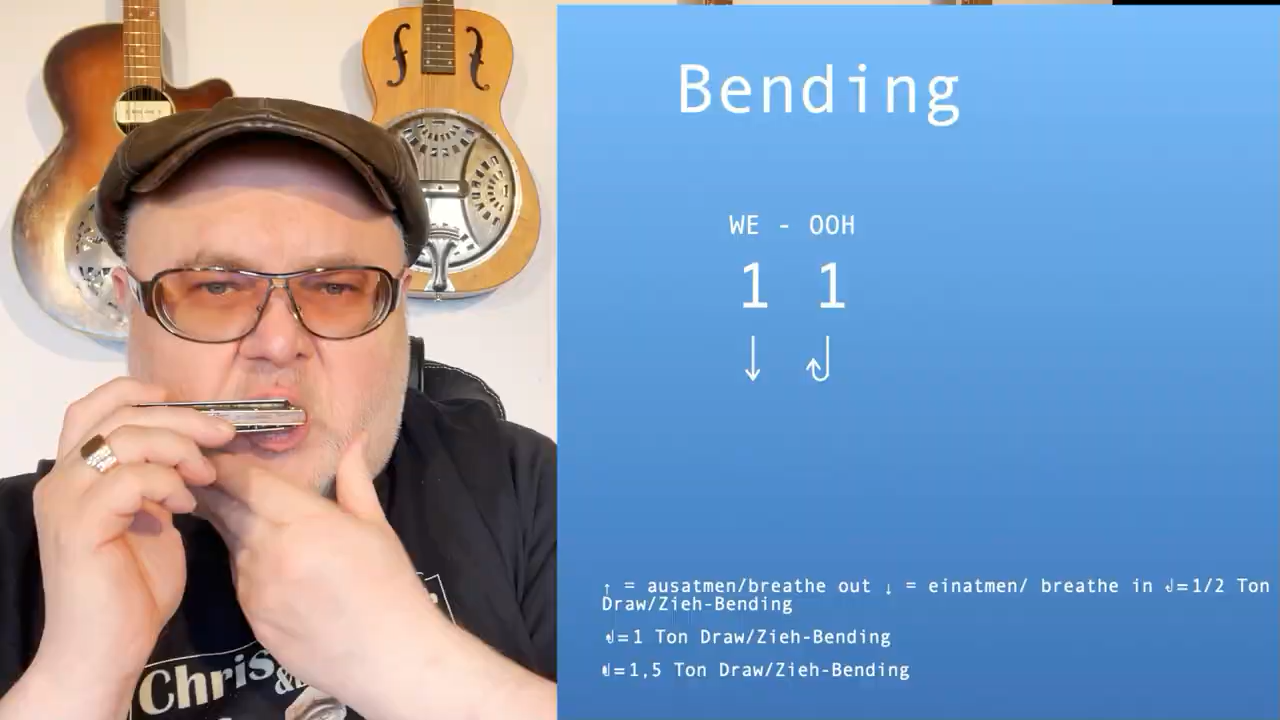 Bending
WE - OOH
1 1
↓
↑ = ausatmen/breathe out ↓ = einatmen/ breathe in =1/2 Ton
Draw/Zieh-Bending
=1 Ton Draw/Zieh-Bending
=1,5 Ton Draw/Zieh-Bending
Chris
&